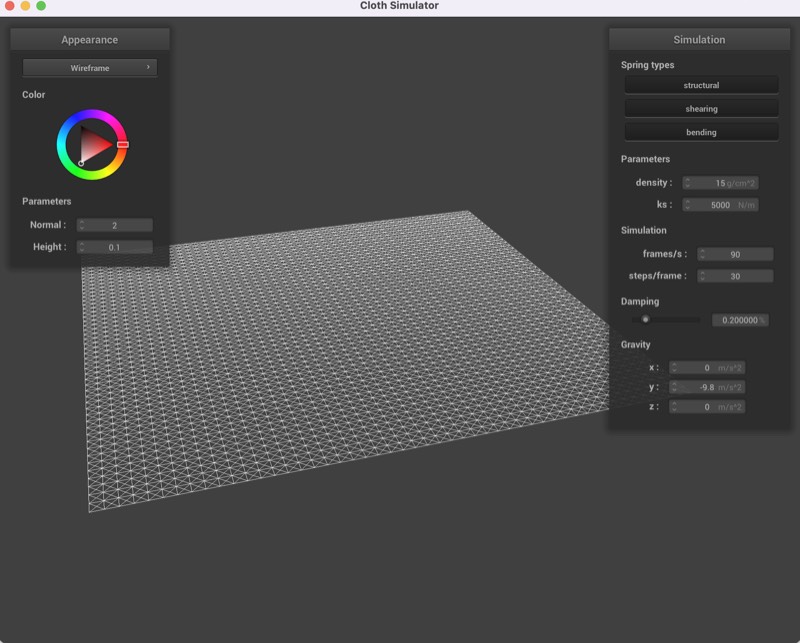 Cloth Simulator
Appearance
Wireframe
Color
Parameters
Normal : 2
Height : 0.1
Simulation
Spring types
structural
shearing
bending
Parameters
density : 15 g/cm^2
ks : 5000 N/m
Simulation
frames/s : 90
steps/frame : 30
Damping
0.200000 %
Gravity
x : 0 m/s^2
y : -9.8 m/s^2
z : 0 m/s^2